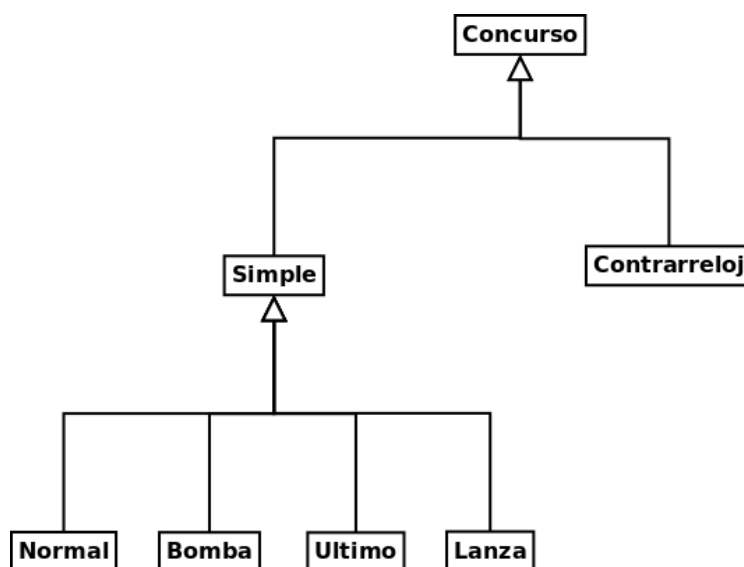 Concurso
Simple
Contrarreloj
Normal
Bomba
Ultimo
Lanza